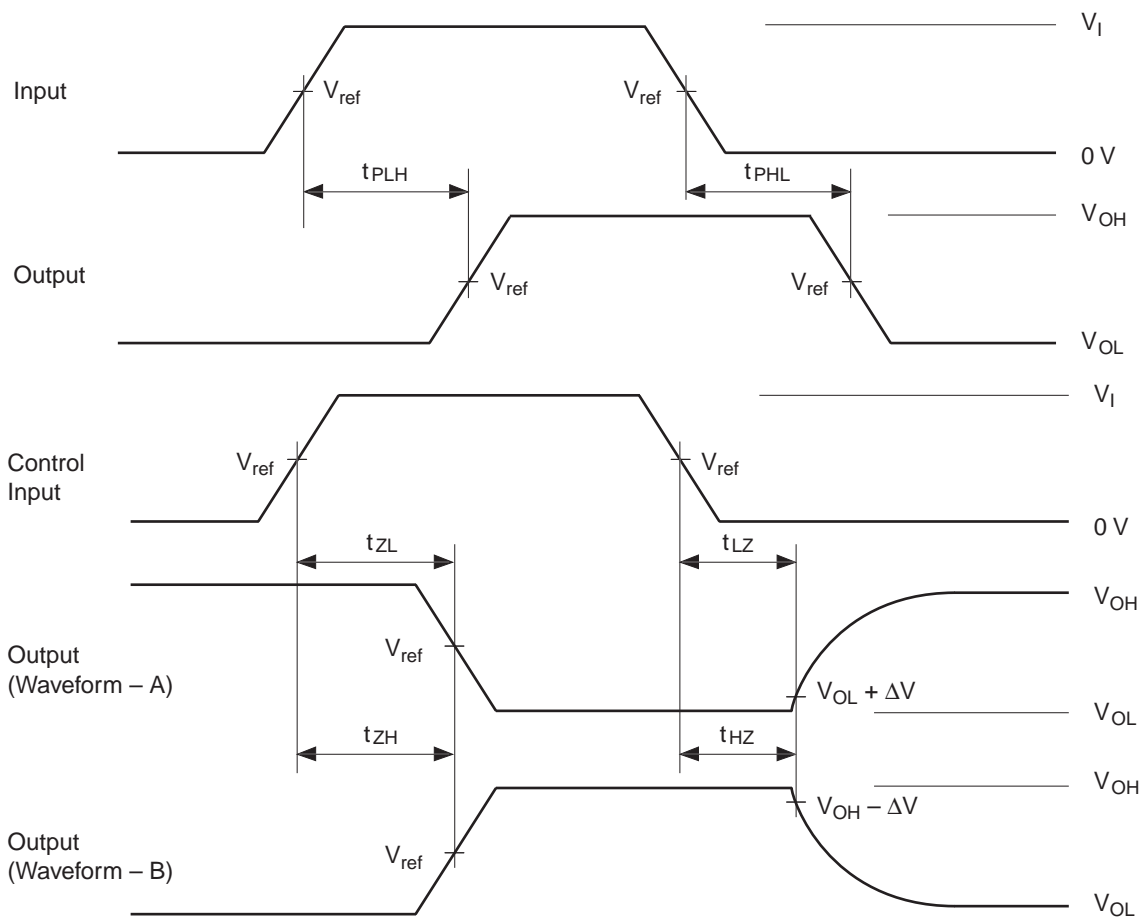 V_I
Input
V_ref
V_ref
0 V
t_PLH
t_PHL
V_OH
Output
V_ref
V_ref
V_OL
V_I
Control
Input
V_ref
V_ref
0 V
t_ZL
t_LZ
V_OH
Output
(Waveform – A)
V_ref
V_OL + ΔV
V_OL
t_ZH
t_HZ
V_OH
V_OH – ΔV
Output
(Waveform – B)
V_ref
V_OL